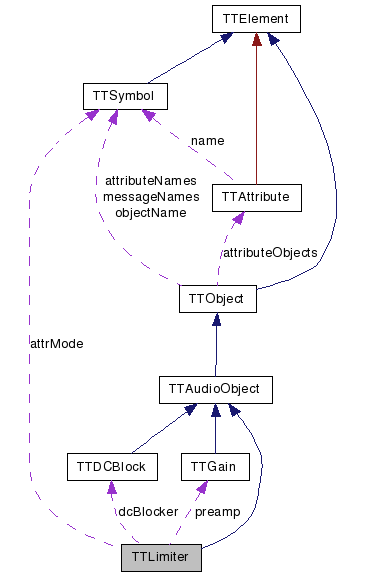 TTElement
TTSymbol
name
attributeNames
messageNames
objectName
TTAttribute
attributeObjects
TTObject
attrMode
TTAudioObject
TTDCBlock
TTGain
dcBlocker
preamp
TTLimiter